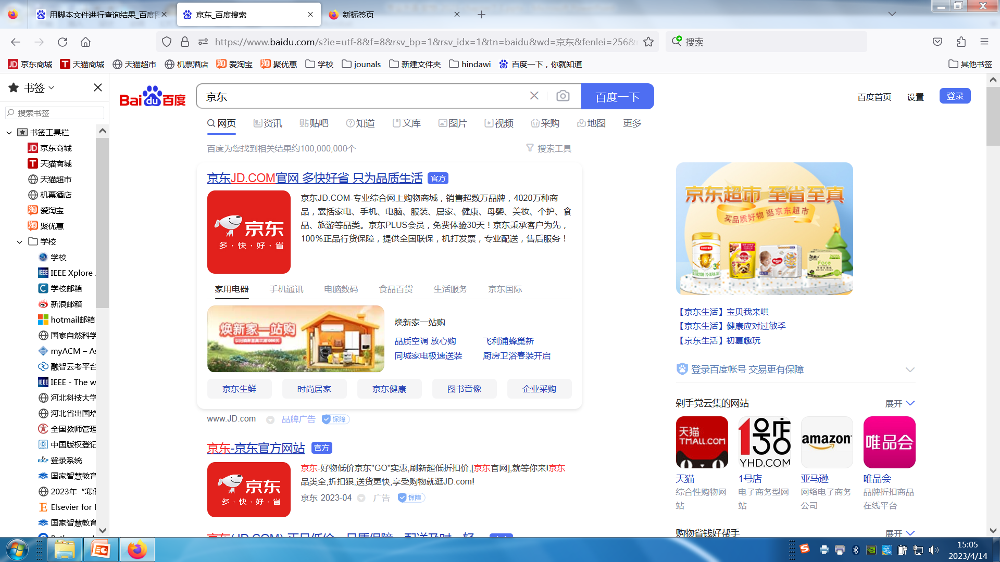 用脚本文件进行查询结果_百度图
京东_百度搜索
新标签页
https://www.baidu.com/s?ie=utf-8&f=8&rsv_bp=1&rsv_idx=1&tn=baidu&wd=京东&fenlei=256&
搜索
京东商城
天猫商城
天猫超市
机票酒店
爱淘宝
聚优惠
学校
jounals
新建文件夹
hindawi
百度一下，你就知道
其他书签
书签
搜索书签
书签工具栏
京东商城
天猫商城
天猫超市
机票酒店
爱淘宝
聚优惠
学校
学校
IEEE Xplore
学校邮箱
新浪邮箱
hotmail邮箱
国家自然科学
myACM – As
融智云考平台
IEEE - The w
河北科技大学
河北省出国培
全国教师管理
中国版权登记
登录系统
国家智慧教育
2023年“寒假
Elsevier for
国家智慧教育
Bai du 百度
京东
百度一下
百度首页
设置
登录
网页
资讯
贴吧
知道
文库
图片
视频
采购
地图
更多
百度为您找到相关结果约100,000,000个
搜索工具
京东JD.COM官网 多快好省 只为品质生活 官方
京东
多·快·好·省
京东JD.COM-专业综合网上购物商城，销售超数万品牌，4020万种商
品，囊括家电、手机、电脑、服装、居家、健康、母婴、美妆、个护、食
品、旅游等品类。京东PLUS会员，免费体验30天！京东秉承客户为先，
100%正品行货保障，提供全国联保，机打发票，专业配送，售后服务！
家用电器
手机通讯
电脑数码
食品百货
生活服务
京东国际
焕新家一站购
焕新家一站购
品质空调 放心购
飞利浦蜂巢新
同城家电极速送装
厨房卫浴春装开启
京东生鲜
时尚居家
京东健康
图书音像
企业采购
www.JD.com
品牌广告
保障
京东-京东官方网站 官方
京东
多·快·好·省
京东-好物低价京东"GO"实惠,刷新超低折扣价,[京东官网],就等你来!京东
品类全,折扣狠,送货更快,享受购物就逛JD.com!
京东 2023-04
广告
保障
京东(JD.COM)-正品低价、品质保障、配送及时、轻
京东超市 至省至真
买品质好物 逛京东超市
【京东生活】宝贝我来哄
【京东生活】健康应对过敏季
【京东生活】初夏趣玩
登录百度帐号 交易更有保障
剁手党云集的网站
展开
天猫
TMALL.COM
1号店
YHD.COM
amazon
唯品会
天猫
1号店
亚马逊
唯品会
综合性购物网
站
电子商务型网
站
网络电子商务
公司
品牌折扣商品
在线平台
购物省钱好帮手
展开
15:05
2023/4/14